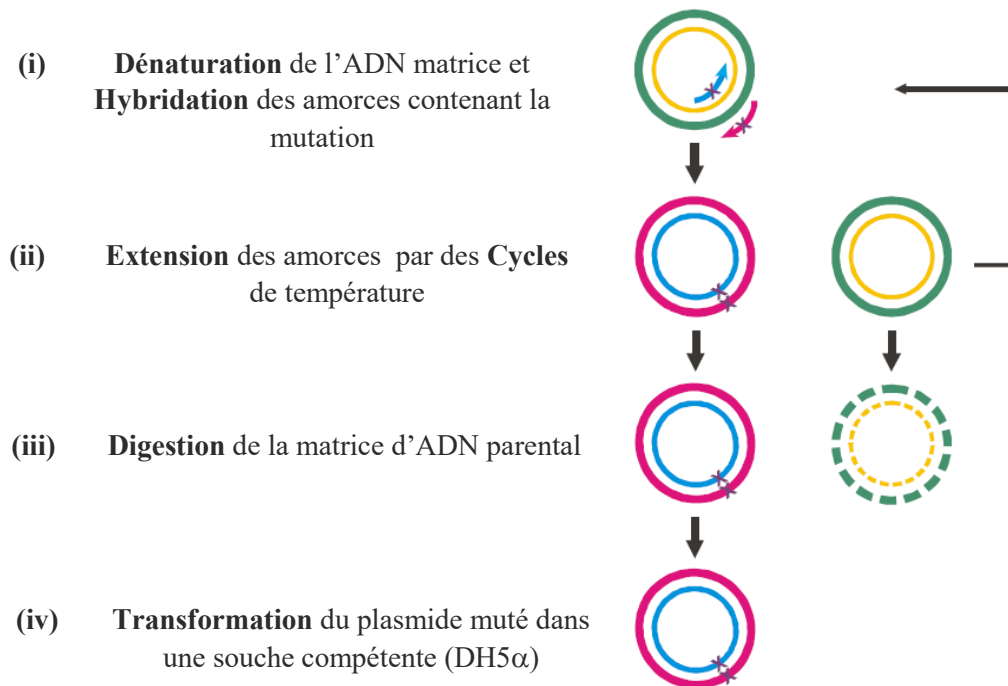 (i) Dénaturation de l'ADN matrice et
Hybridation des amorces contenant la
mutation
(ii) Extension des amorces par des Cycles
de température
(iii) Digestion de la matrice d'ADN parental
(iv) Transformation du plasmide muté dans
une souche compétente (DH5α)